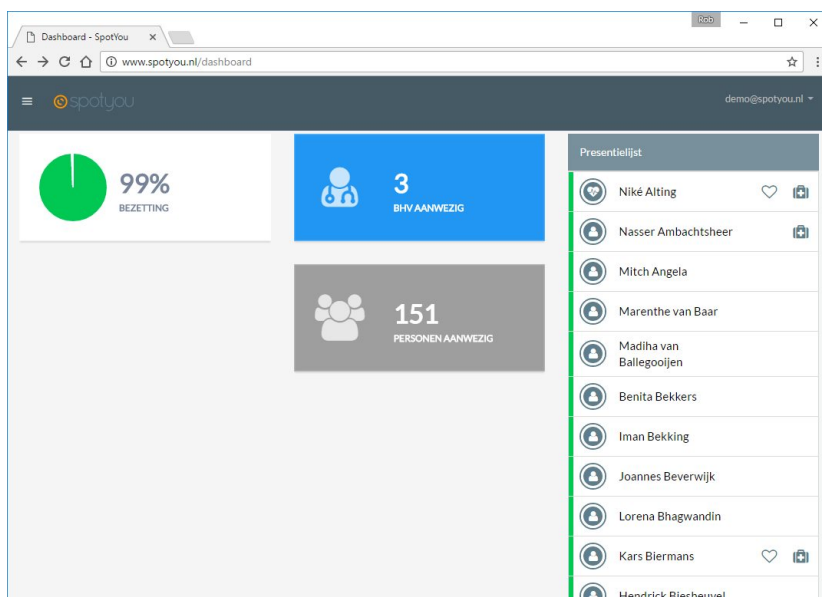 Rob
Dashboard - SpotYou
www.spotyou.nl/dashboard
spotyou
demo@spotyou.nl
99%
BEZETTING
3
BHV AANWEZIG
151
PERSONEN AANWEZIG
Presentielijst
Niké Alting
Nasser Ambachtsheer
Mitch Angela
Marenthe van Baar
Madiha van
Ballegooijen
Benita Bekkers
Iman Bekking
Joannes Beverwijk
Lorena Bhagwandin
Kars Biermans
Hendrick Biesheuvel